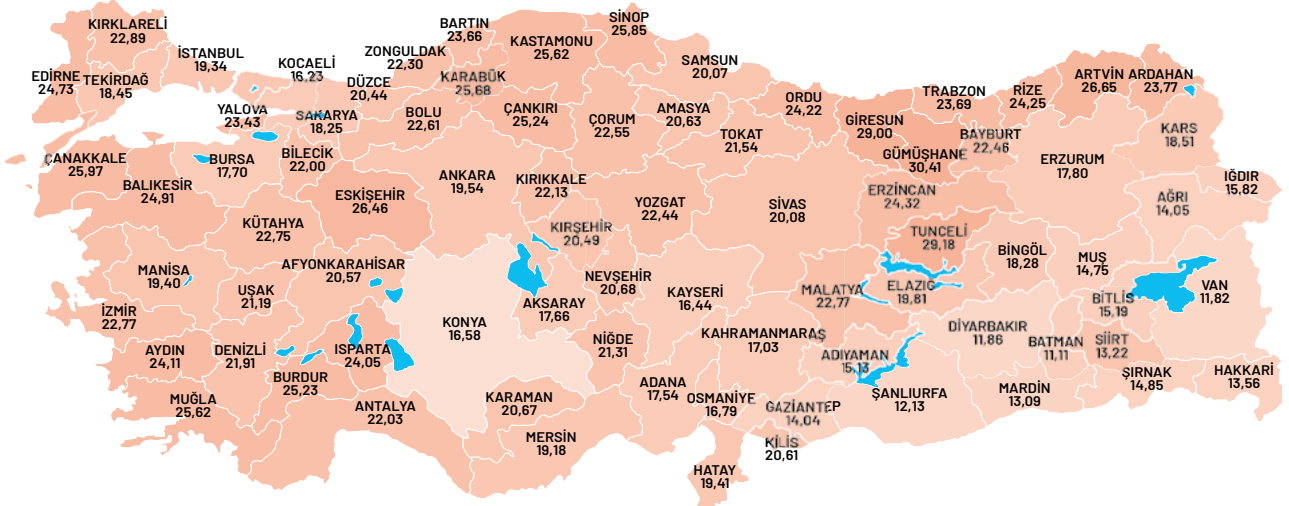 KIRKLARELİ
22,89
İSTANBUL
19,34
EDİRNE
24,73
TEKİRDAĞ
18,45
KOCAELİ
16,23
YALOVA
23,43
SAKARYA
18,25
DÜZCE
20,44
ZONGULDAK
22,30
BARTIN
23,66
KARABÜK
25,68
KASTAMONU
25,62
SİNOP
25,85
SAMSUN
20,07
BOLU
22,61
ÇANKIRI
25,24
ÇORUM
22,55
AMASYA
20,63
TOKAT
21,54
ORDU
24,22
GİRESUN
29,00
TRABZON
23,69
RİZE
24,25
ARTVİN
26,65
ARDAHAN
23,77
GÜMÜŞHANE
30,41
BAYBURT
22,46
ERZURUM
17,80
KARS
18,51
IĞDIR
15,82
AĞRI
14,05
ÇANAKKALE
25,97
BALIKESİR
24,91
BURSA
17,70
BİLECİK
22,00
ESKİŞEHİR
26,46
KÜTAHYA
22,75
ANKARA
19,54
KIRIKKALE
22,13
KIRŞEHİR
20,49
YOZGAT
22,44
SİVAS
20,08
ERZİNCAN
24,32
TUNCELİ
29,18
BİNGÖL
18,28
MUŞ
14,75
BİTLİS
15,19
VAN
11,82
MANİSA
19,40
UŞAK
21,19
AFYONKARAHİSAR
20,57
İZMİR
22,77
AYDIN
24,11
DENİZLİ
21,91
MUĞLA
25,62
BURDUR
25,23
ISPARTA
24,05
ANTALYA
22,03
KONYA
16,58
AKSARAY
17,66
NEVŞEHİR
20,68
NİĞDE
21,31
KAYSERİ
16,44
KARAMAN
20,67
MERSİN
19,18
ADANA
17,54
OSMANİYE
16,79
HATAY
19,41
KAHRAMANMARAŞ
17,03
MALATYA
22,77
ELAZIĞ
19,81
ADIYAMAN
15,13
GAZİANTEP
14,04
KİLİS
20,61
ŞANLIURFA
12,13
DİYARBAKIR
11,86
MARDİN
13,09
BATMAN
11,11
SİİRT
13,22
ŞIRNAK
14,85
HAKKARİ
13,56